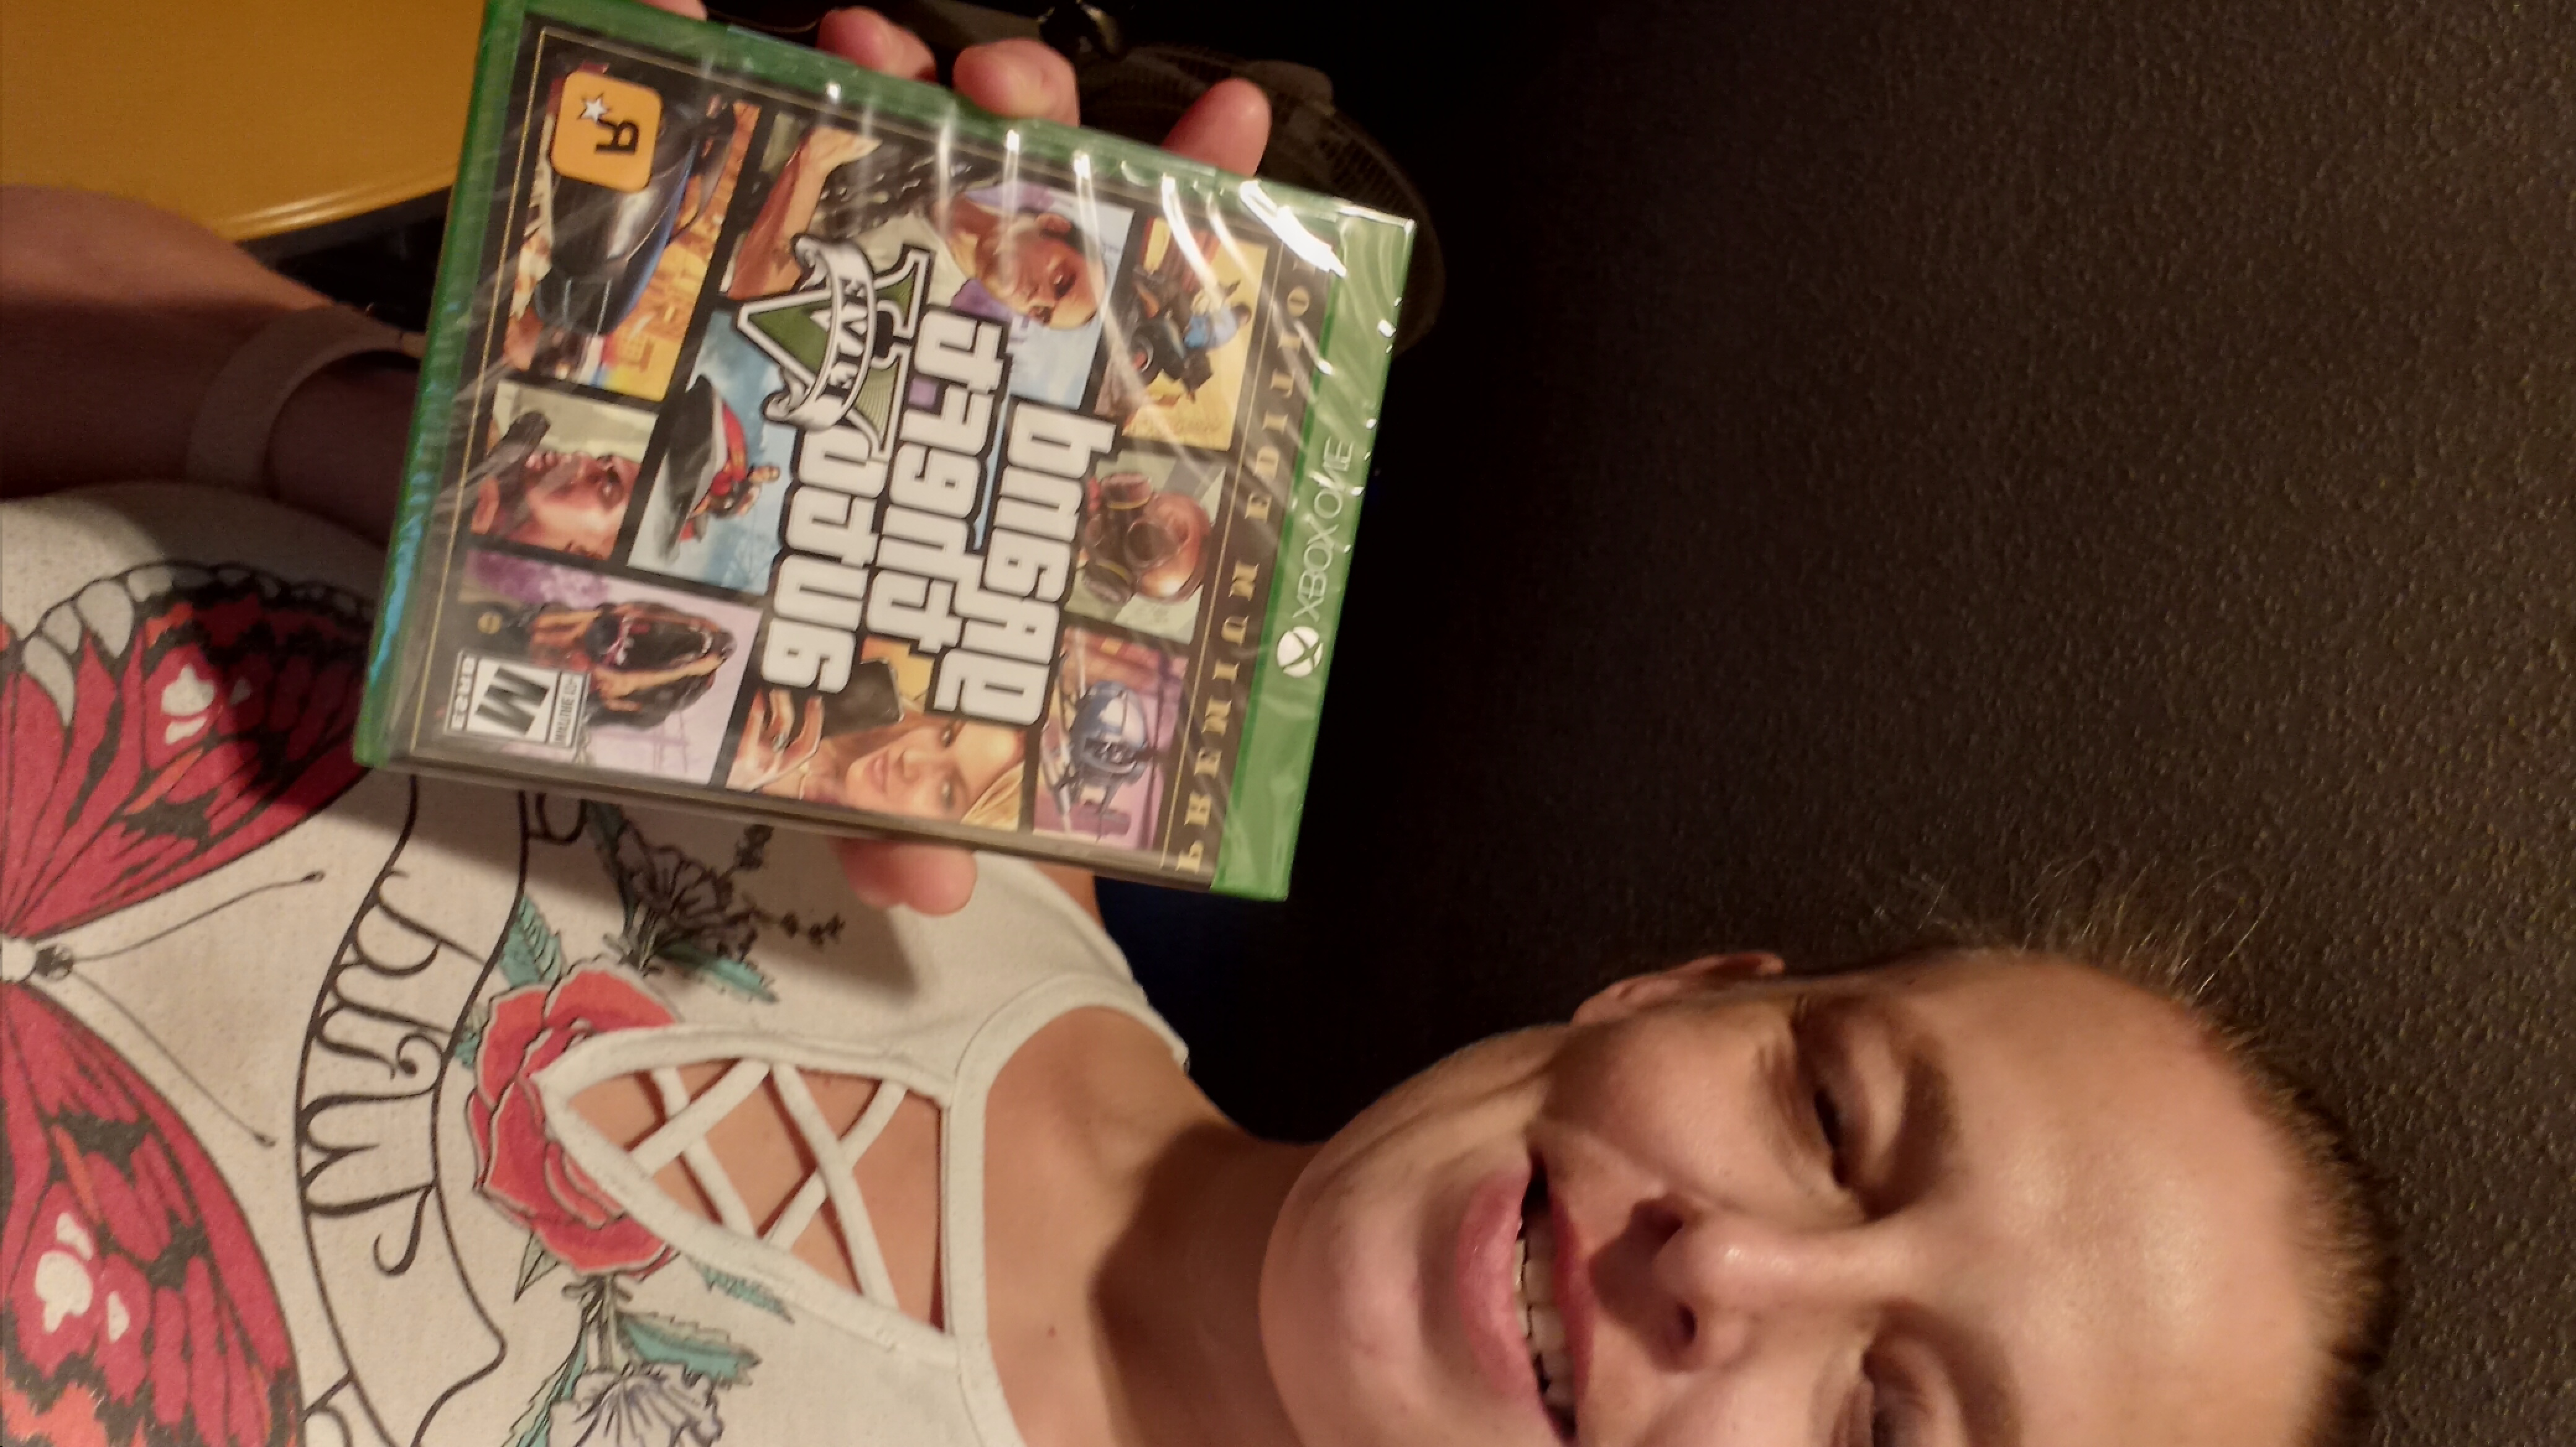 XBOX ONE
PREMIUM EDITION
grand
theft
auto
V
FIVE
R
MATURE 17+
M
ESRB
Wild